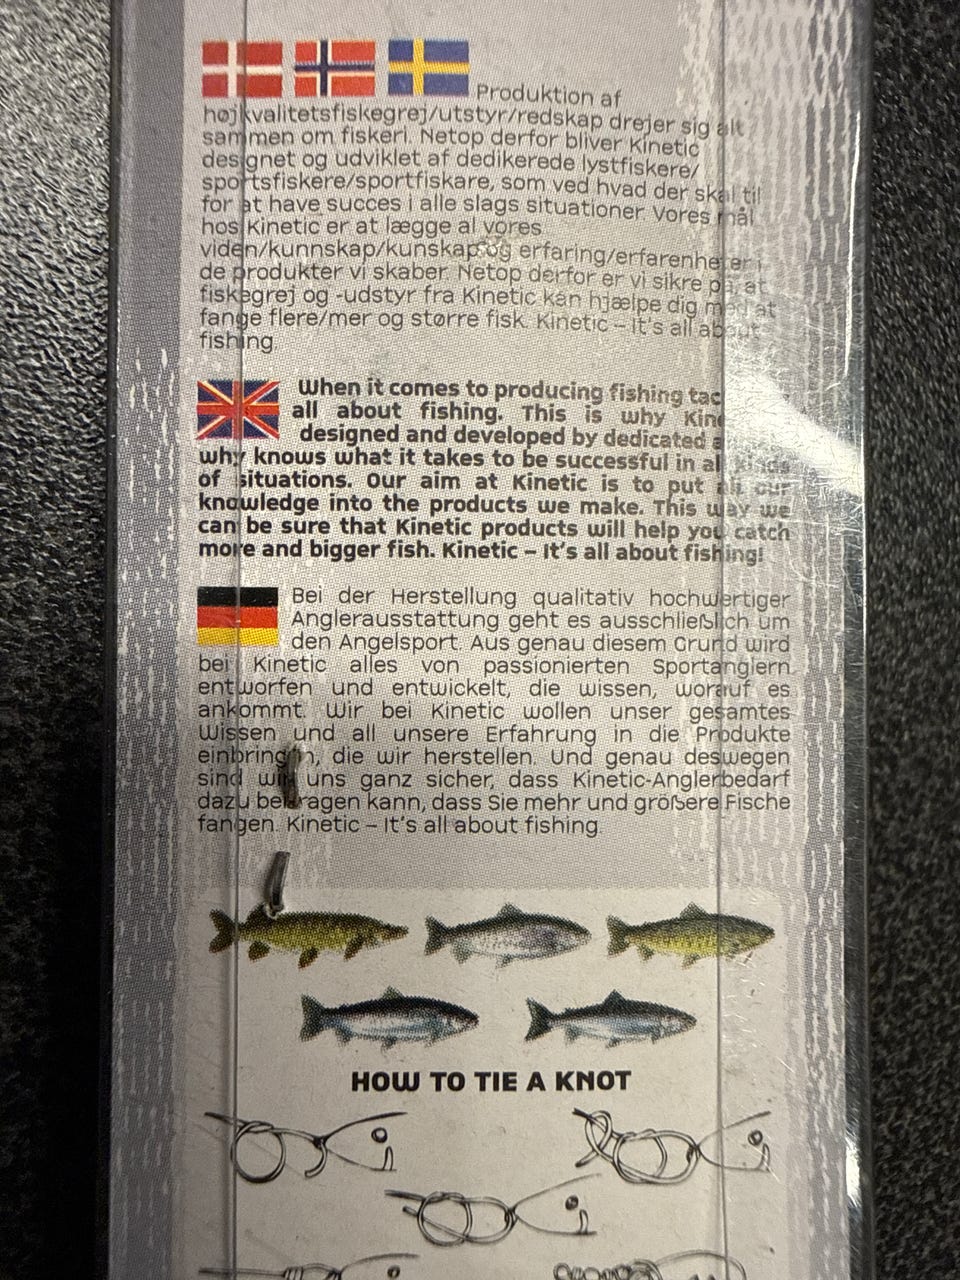 Produktion af
højkvalitetsfiskegrej/utstyr/redskap drejer sig alt
sammen om fiskeri. Netop derfor bliver Kinetic
designet og udviklet af dedikerede lystfiskere/
sportsfiskere/sportfiskare, som ved hvad der skal til
for at have succes i alle slags situationer. Vores mål
hos Kinetic er at lægge al vores
viden/kunnskap/kunskap og erfaring/erfarenheter i
de produkter vi skaber. Netop derfor er vi sikre på, at
fiskegrej og -udstyr fra Kinetic kan hjælpe dig med at
fange flere/mer og større fisk. Kinetic – It's all about
fishing.
When it comes to producing fishing
all about fishing. This is why
designed and developed by dedicated
why knows what it takes to be successful in all kinds
of situations. Our aim at Kinetic is to put all our
knowledge into the products we make. This way we
can be sure that Kinetic products will help you catch
more and bigger fish. Kinetic – It's all about fishing!
Bei der Herstellung qualitativ hochwertiger
Anglerausstattung geht es ausschließlich um
den Angelsport. Aus genau diesem Grund wird
bei Kinetic alles von passionierten Sportanglern
entworfen und entwickelt, die wissen, worauf es
ankommt. Wir bei Kinetic wollen unser gesamtes
Wissen und all unsere Erfahrung in die Produkte
einbringen, die wir herstellen. Und genau deswegen
sind wir uns ganz sicher, dass Kinetic-Anglerbedarf
dazu beitragen kann, dass Sie mehr und größere Fische
fangen. Kinetic – It's all about fishing.
HOW TO TIE A KNOT